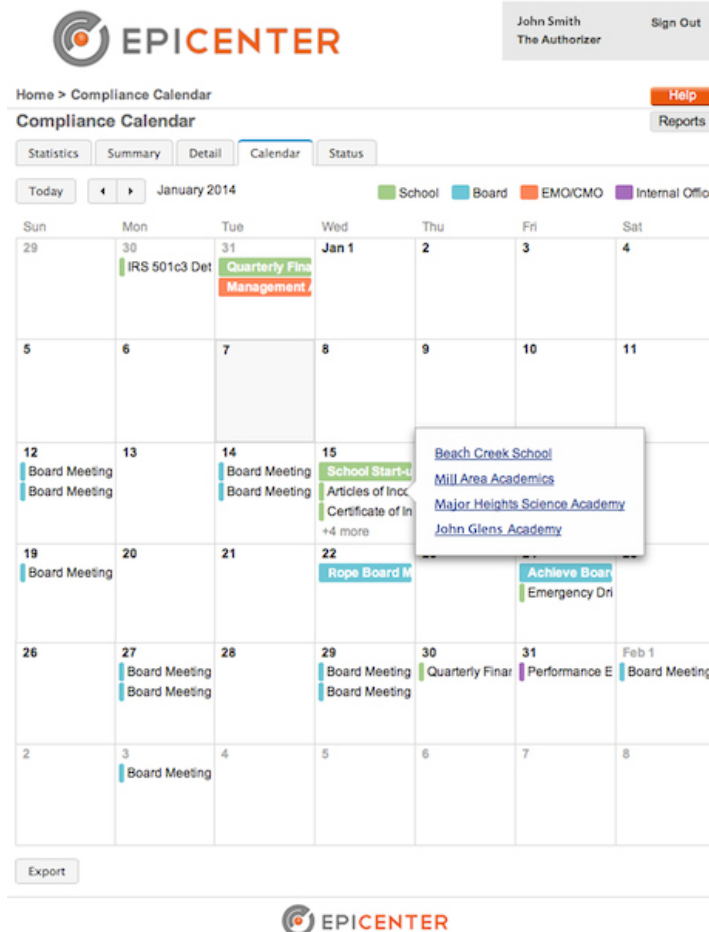 John Smith Sign Out
The Authorizer
EPICENTER
Home > Compliance Calendar Help
Compliance Calendar Reports
Statistics Summary Detail Calendar Status
Today January 2014 School Board EMO/CMO Internal Offic
Sun Mon Tue Wed Thu Fri Sat
29 30 31 Jan 1 2 3 4
IRS 501c3 Det Quarterly Fina
Management
5 6 7 8 9 10 11
12 13 14 15
Board Meeting Board Meeting School Start-u
Board Meeting Board Meeting Articles of Inco
Certificate of In
+4 more
Beach Creek School
Mill Area Academics
Major Heights Science Academy
John Glens Academy
19 20 21 22
Board Meeting Rope Board M Achieve Boar
Emergency Dri
26 27 28 29 30 31 Feb 1
Board Meeting Board Meeting Quarterly Finar Performance E Board Meeting
Board Meeting Board Meeting
2 3 4 5 6 7 8
Board Meeting
Export
EPICENTER